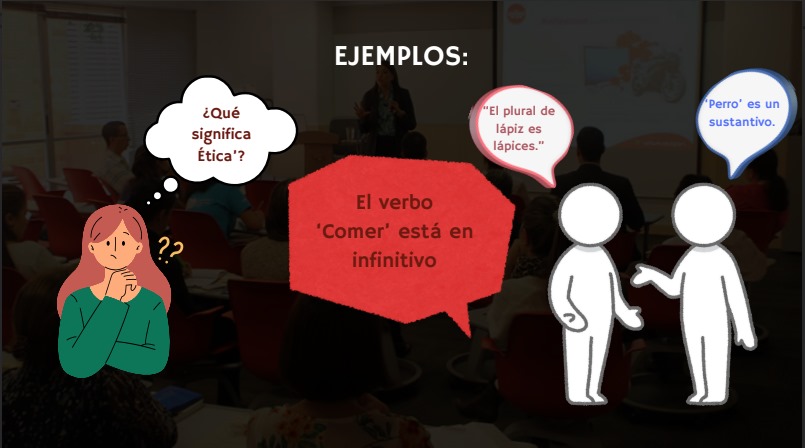 EJEMPLOS:
¿Qué
significa
Ética'?
??
El verbo
'Comer' está en
infinitivo
"El plural de
lápiz es
lápices."
'Perro' es un
sustantivo.